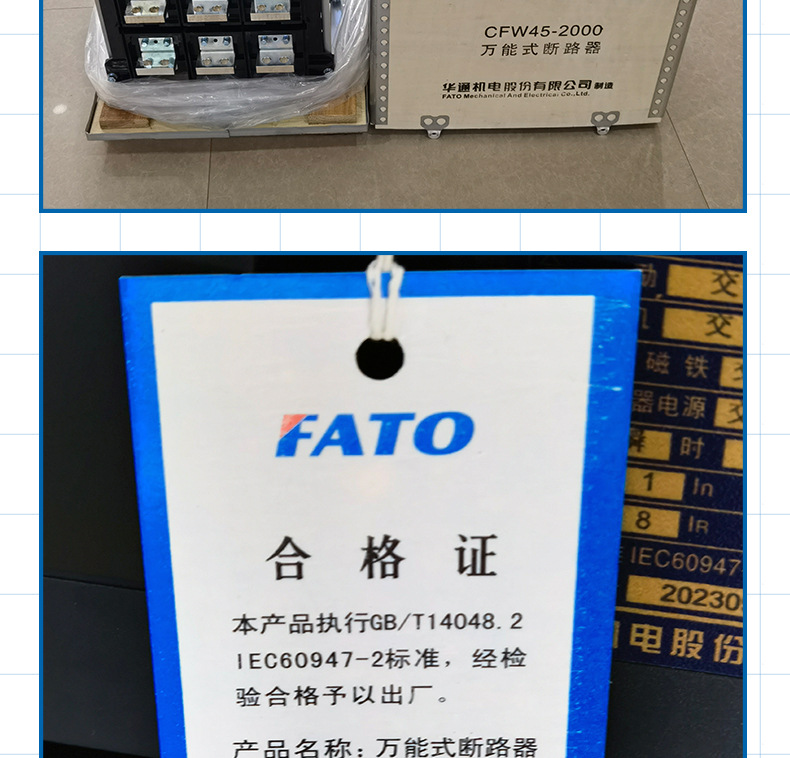 CFW45-2000
万能式断路器
华通机电股份有限公司 制造
FATO Mechanical And Electrical Co.,Ltd.
FATO
合格证
本产品执行GB/T14048.2
IEC60947-2标准，经检
验合格予以出厂。
产品名称：万能式断路器
动 交
交
磁铁
器电源 交
瞬时
1 In
8 IR
IEC60947
20230
机电股份